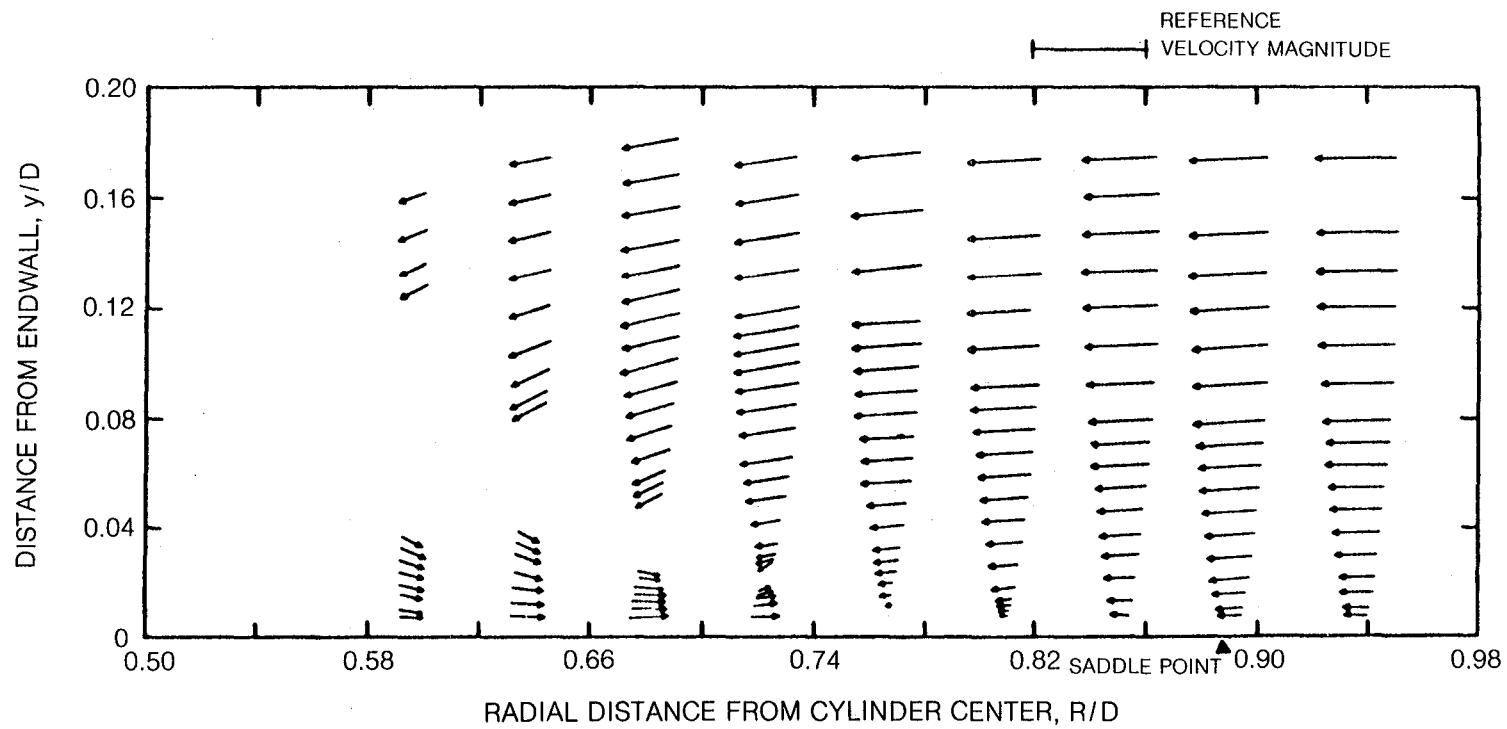 REFERENCE
VELOCITY MAGNITUDE
0.20
0.16
0.12
0.08
0.04
0
DISTANCE FROM ENDWALL, y/D
0.50 0.58 0.66 0.74 0.82 SADDLE POINT 0.90 0.98
RADIAL DISTANCE FROM CYLINDER CENTER, R/D